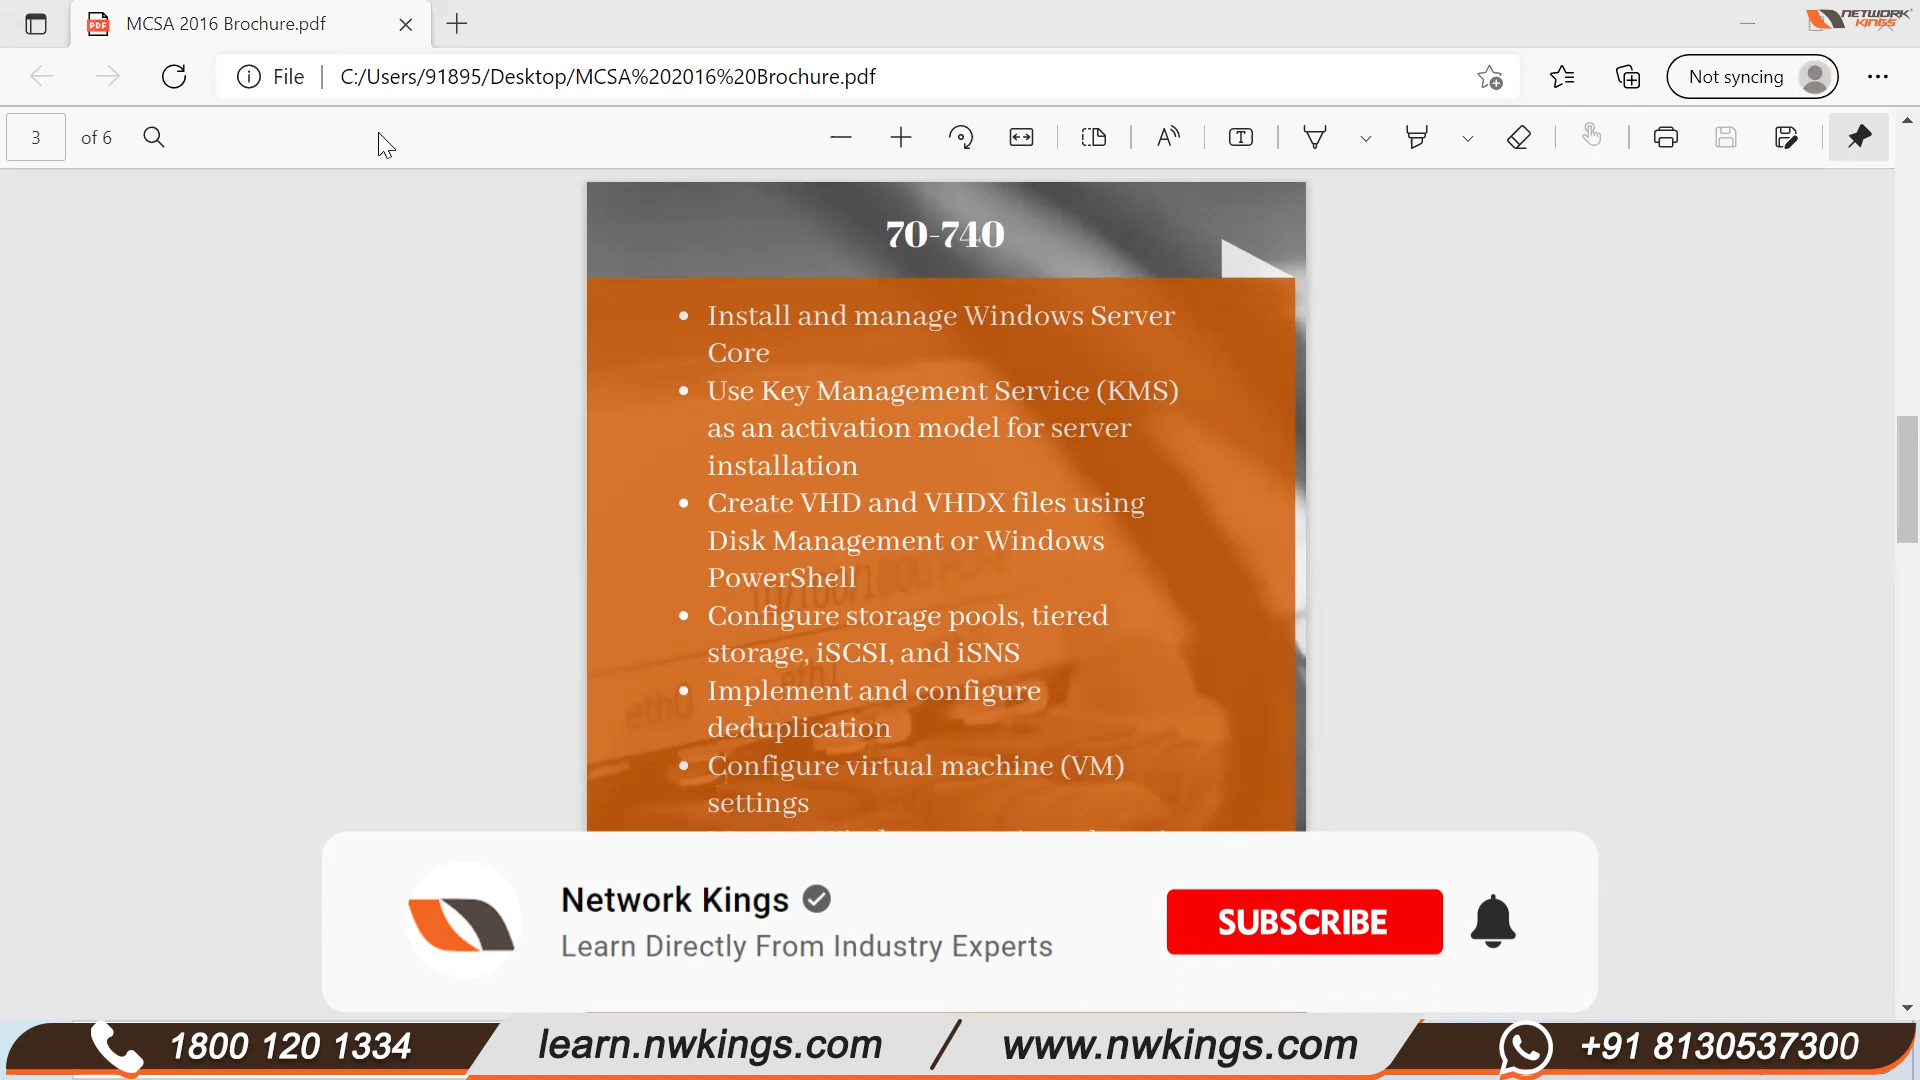 MCSA 2016 Brochure.pdf
NETWORK
KINGS
File
C:/Users/91895/Desktop/MCSA%202016%20Brochure.pdf
Not syncing
3
of 6
70-740
• Install and manage Windows Server
Core
• Use Key Management Service (KMS)
as an activation model for server
installation
• Create VHD and VHDX files using
Disk Management or Windows
PowerShell
• Configure storage pools, tiered
storage, iSCSI, and iSNS
• Implement and configure
deduplication
• Configure virtual machine (VM)
settings
eth0
eth1
Network Kings
Learn Directly From Industry Experts
SUBSCRIBE
1800 120 1334
learn.nwkings.com / www.nwkings.com
+91 8130537300